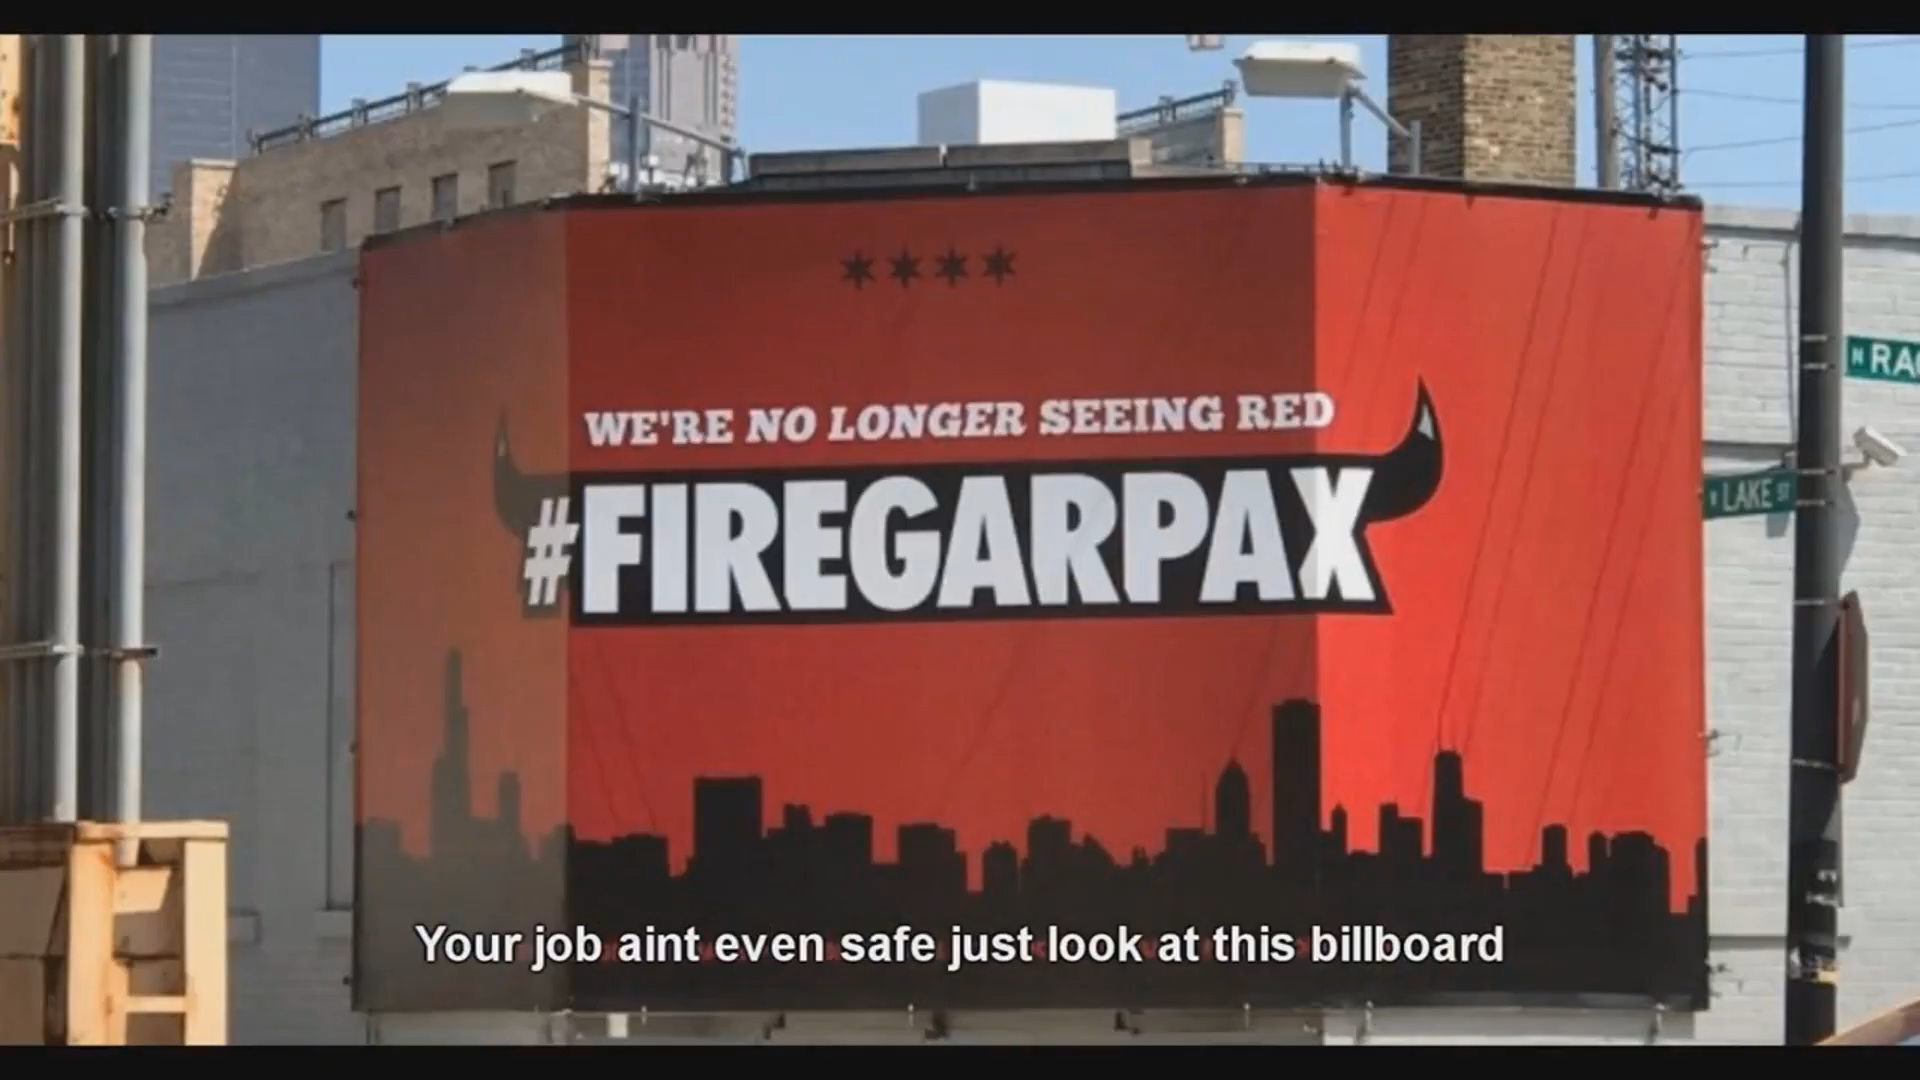 WE'RE NO LONGER SEEING RED
#FIREGARPAX
N RA
LAKE ST
Your job aint even safe just look at this billboard